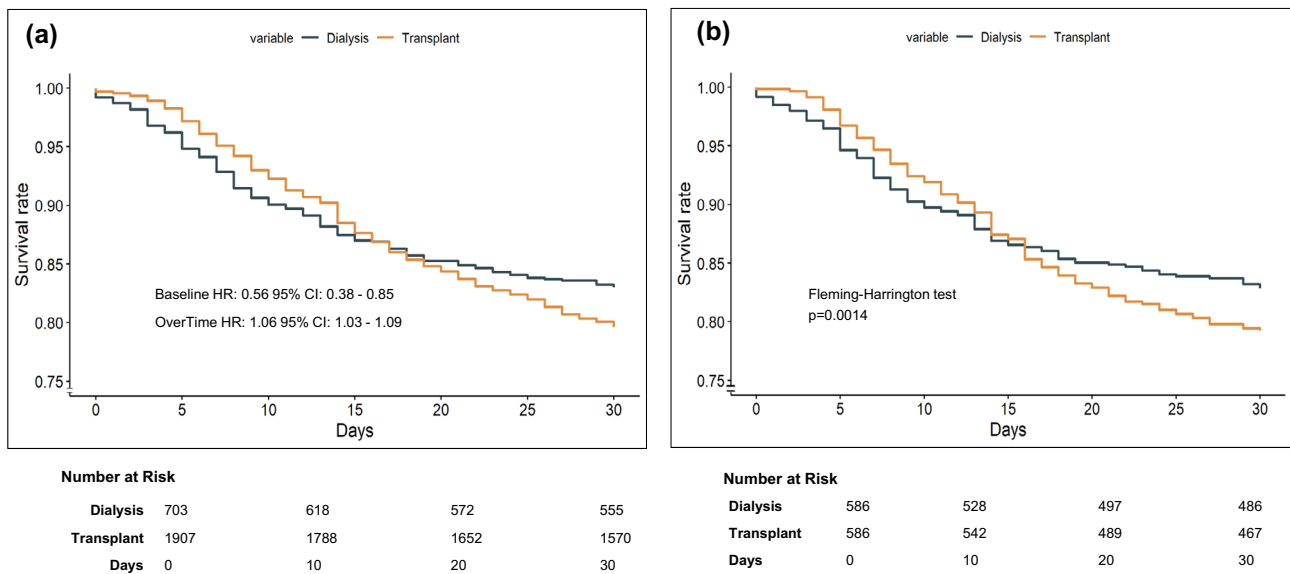 (a)
variable Dialysis Transplant
1.00
0.95
0.90
0.85
0.80
0.75
Survival rate
Baseline HR: 0.56 95% CI: 0.38 - 0.85
OverTime HR: 1.06 95% CI: 1.03 - 1.09
0 5 10 15 20 25 30
Days
Number at Risk
Dialysis 703 618 572 555
Transplant 1907 1788 1652 1570
Days 0 10 20 30
(b)
variable Dialysis Transplant
1.00
0.95
0.90
0.85
0.80
0.75
Survival rate
Fleming-Harrington test
p=0.0014
0 5 10 15 20 25 30
Days
Number at Risk
Dialysis 586 528 497 486
Transplant 586 542 489 467
Days 0 10 20 30